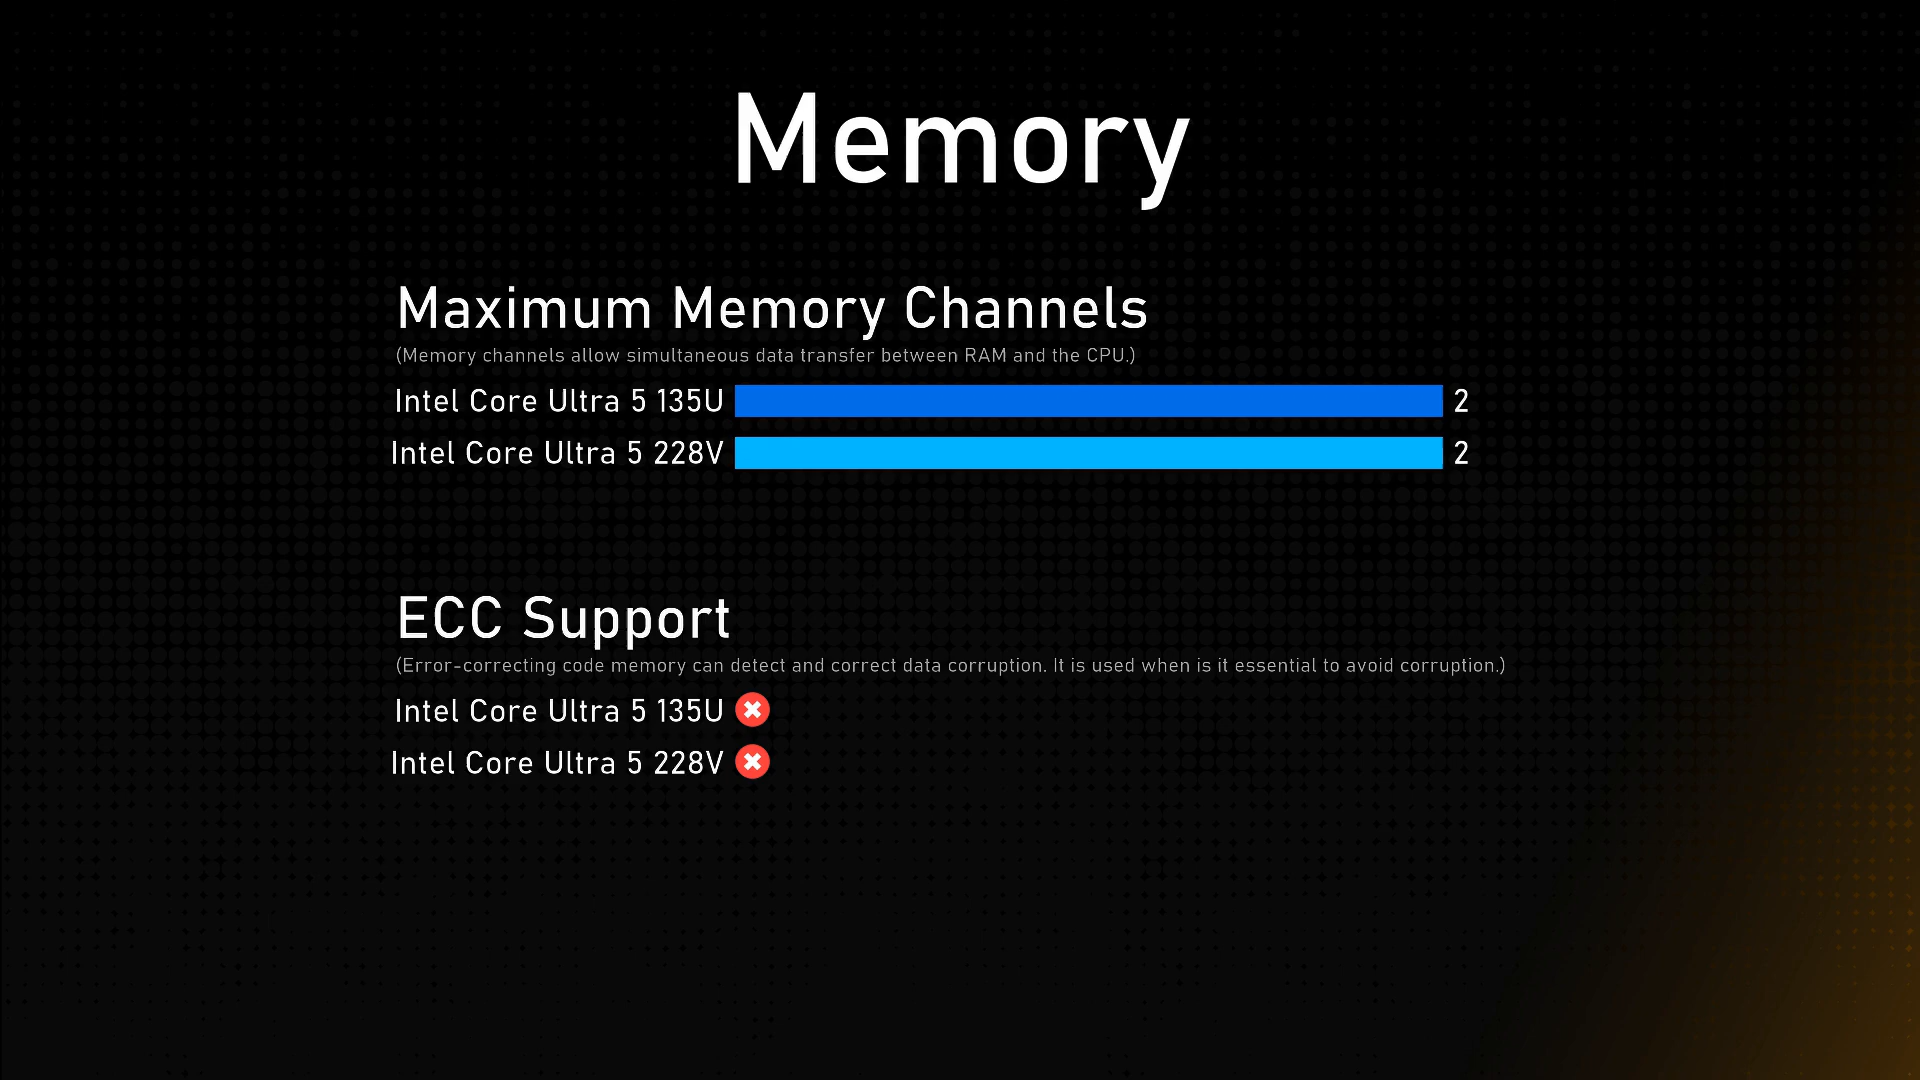 Memory
Maximum Memory Channels
(Memory channels allow simultaneous data transfer between RAM and the CPU.)
Intel Core Ultra 5 135U 2
Intel Core Ultra 5 228V 2
ECC Support
(Error-correcting code memory can detect and correct data corruption. It is used when is it essential to avoid corruption.)
Intel Core Ultra 5 135U
Intel Core Ultra 5 228V